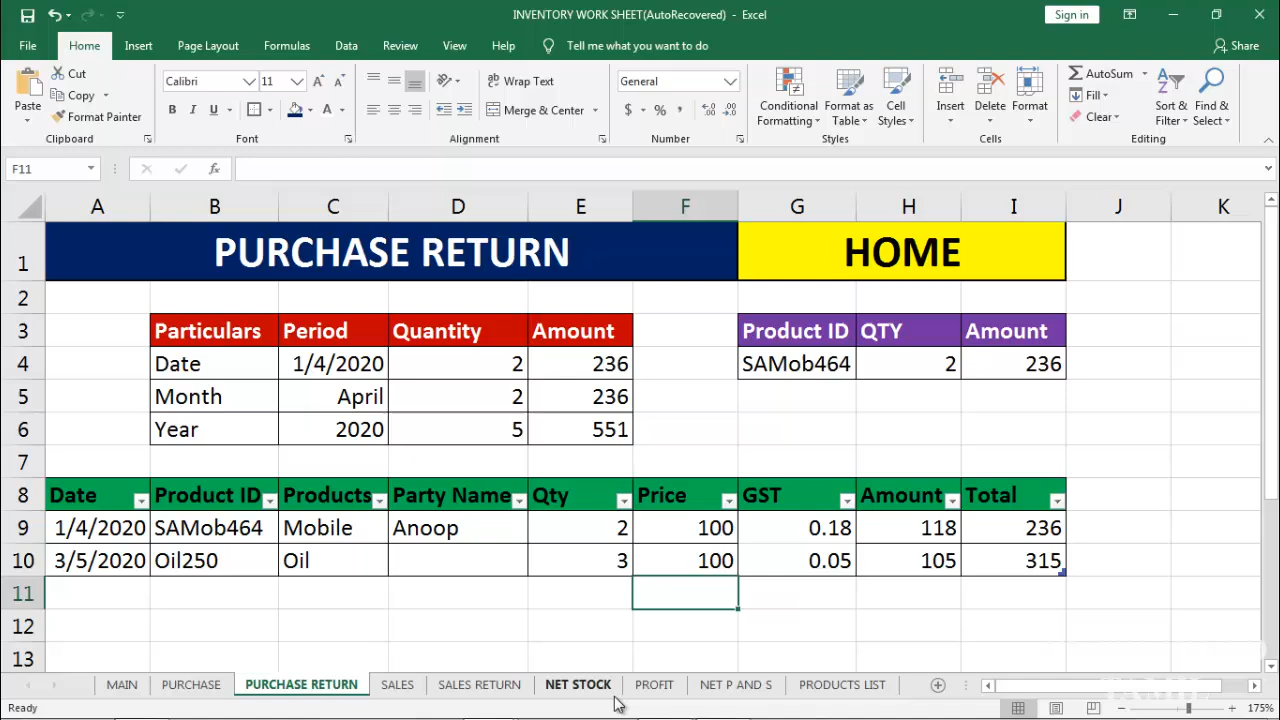 INVENTORY WORK SHEET(AutoRecovered) - Excel
Sign in
File Home Insert Page Layout Formulas Data Review View Help Tell me what you want to do Share
Paste Cut Copy Format Painter Clipboard
Calibri 11 B I U A Font
Wrap Text Merge & Center Alignment
General $ % Number
Conditional Formatting Format as Table Cell Styles Styles
Insert Delete Format Cells
AutoSum Fill Clear Sort & Filter Find & Select Editing
F11 fx
A B C D E F G H I J K
1 PURCHASE RETURN HOME
2
3 Particulars Period Quantity Amount Product ID QTY Amount
4 Date 1/4/2020 2 236 SAMob464 2 236
5 Month April 2 236
6 Year 2020 5 551
7
8 Date Product ID Products Party Name Qty Price GST Amount Total
9 1/4/2020 SAMob464 Mobile Anoop 2 100 0.18 118 236
10 3/5/2020 Oil250 Oil 3 100 0.05 105 315
11
12
13
MAIN PURCHASE PURCHASE RETURN SALES SALES RETURN NET STOCK PROFIT NET P AND S PRODUCTS LIST
Ready 175%